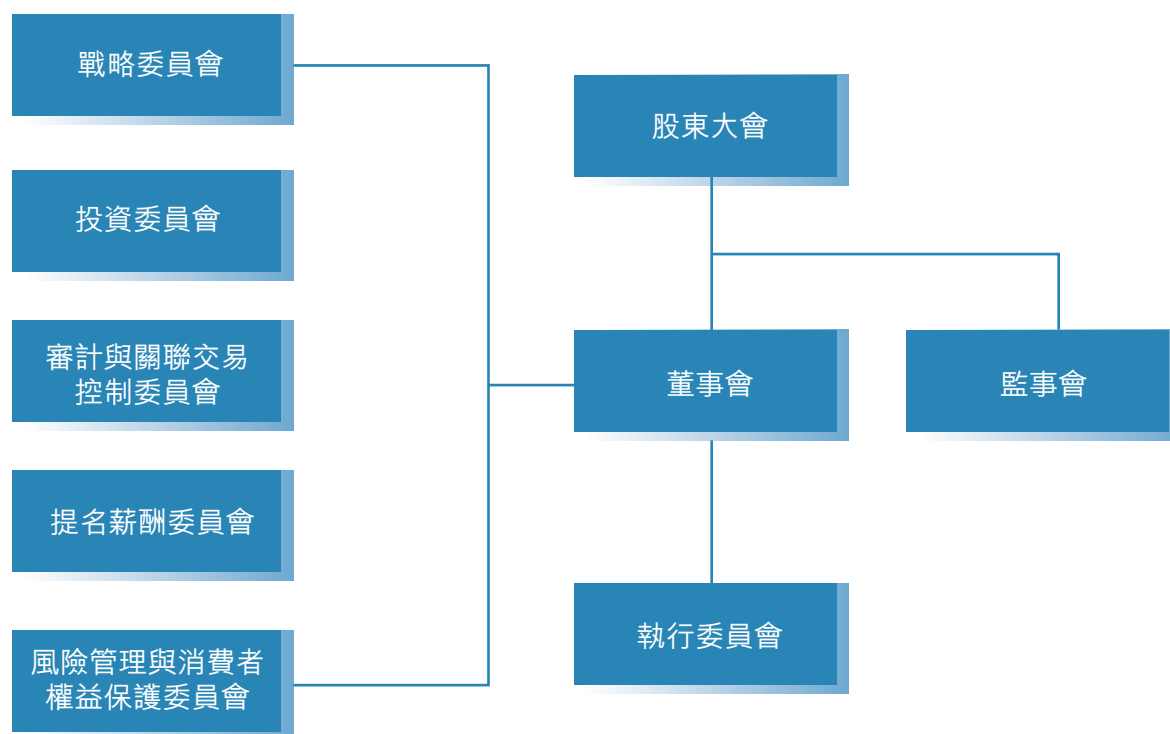 戰略委員會
投資委員會
審計與關聯交易
控制委員會
提名薪酬委員會
風險管理與消費者
權益保護委員會
股東大會
董事會
監事會
執行委員會